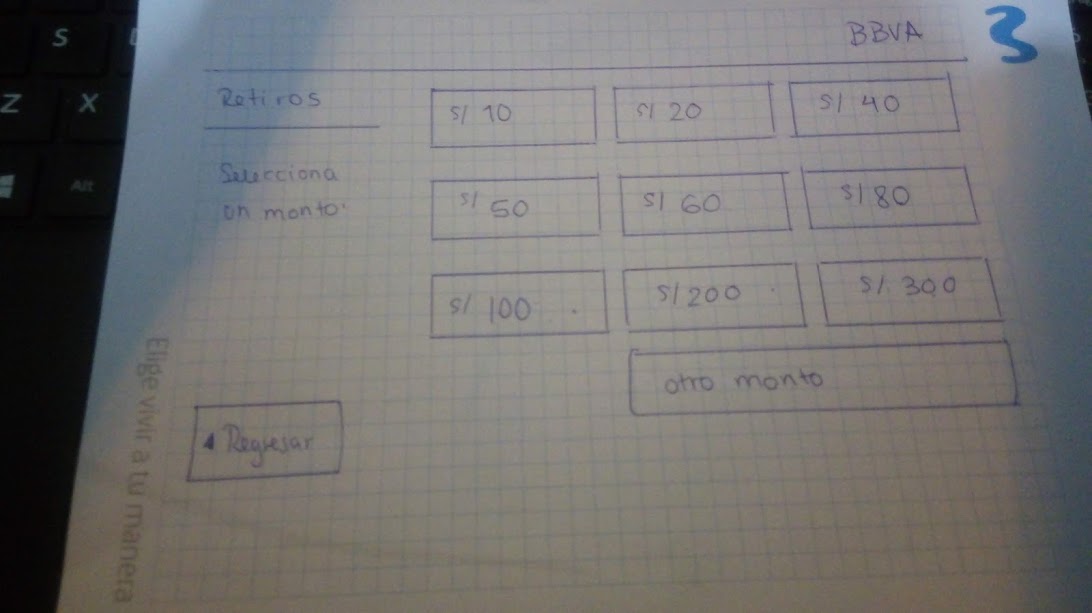 BBVA
3
Retiros
S/ 10
S/ 20
S/ 40
Selecciona
un monto.
S/ 50
S/ 60
S/ 80
S/ 100
S/ 200
S/. 300
otro monto
Regresar
Elige vivir a tu manera
S
Z
X
Alt